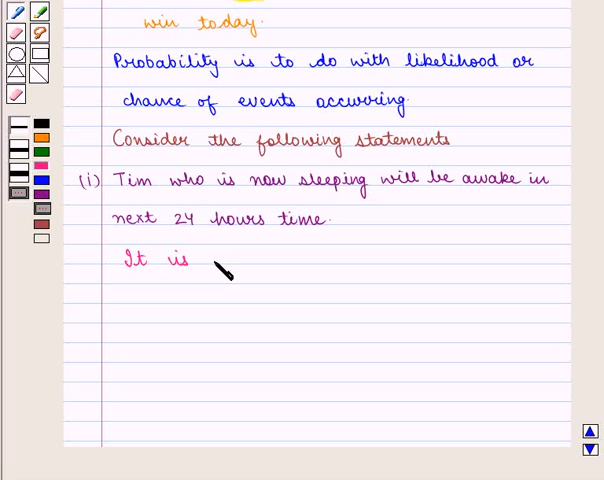 win today.
Probability is to do with likelihood or
chance of events occurring.
Consider the following statements
(i) Tim who is now sleeping will be awake in
next 24 hours time.
It is